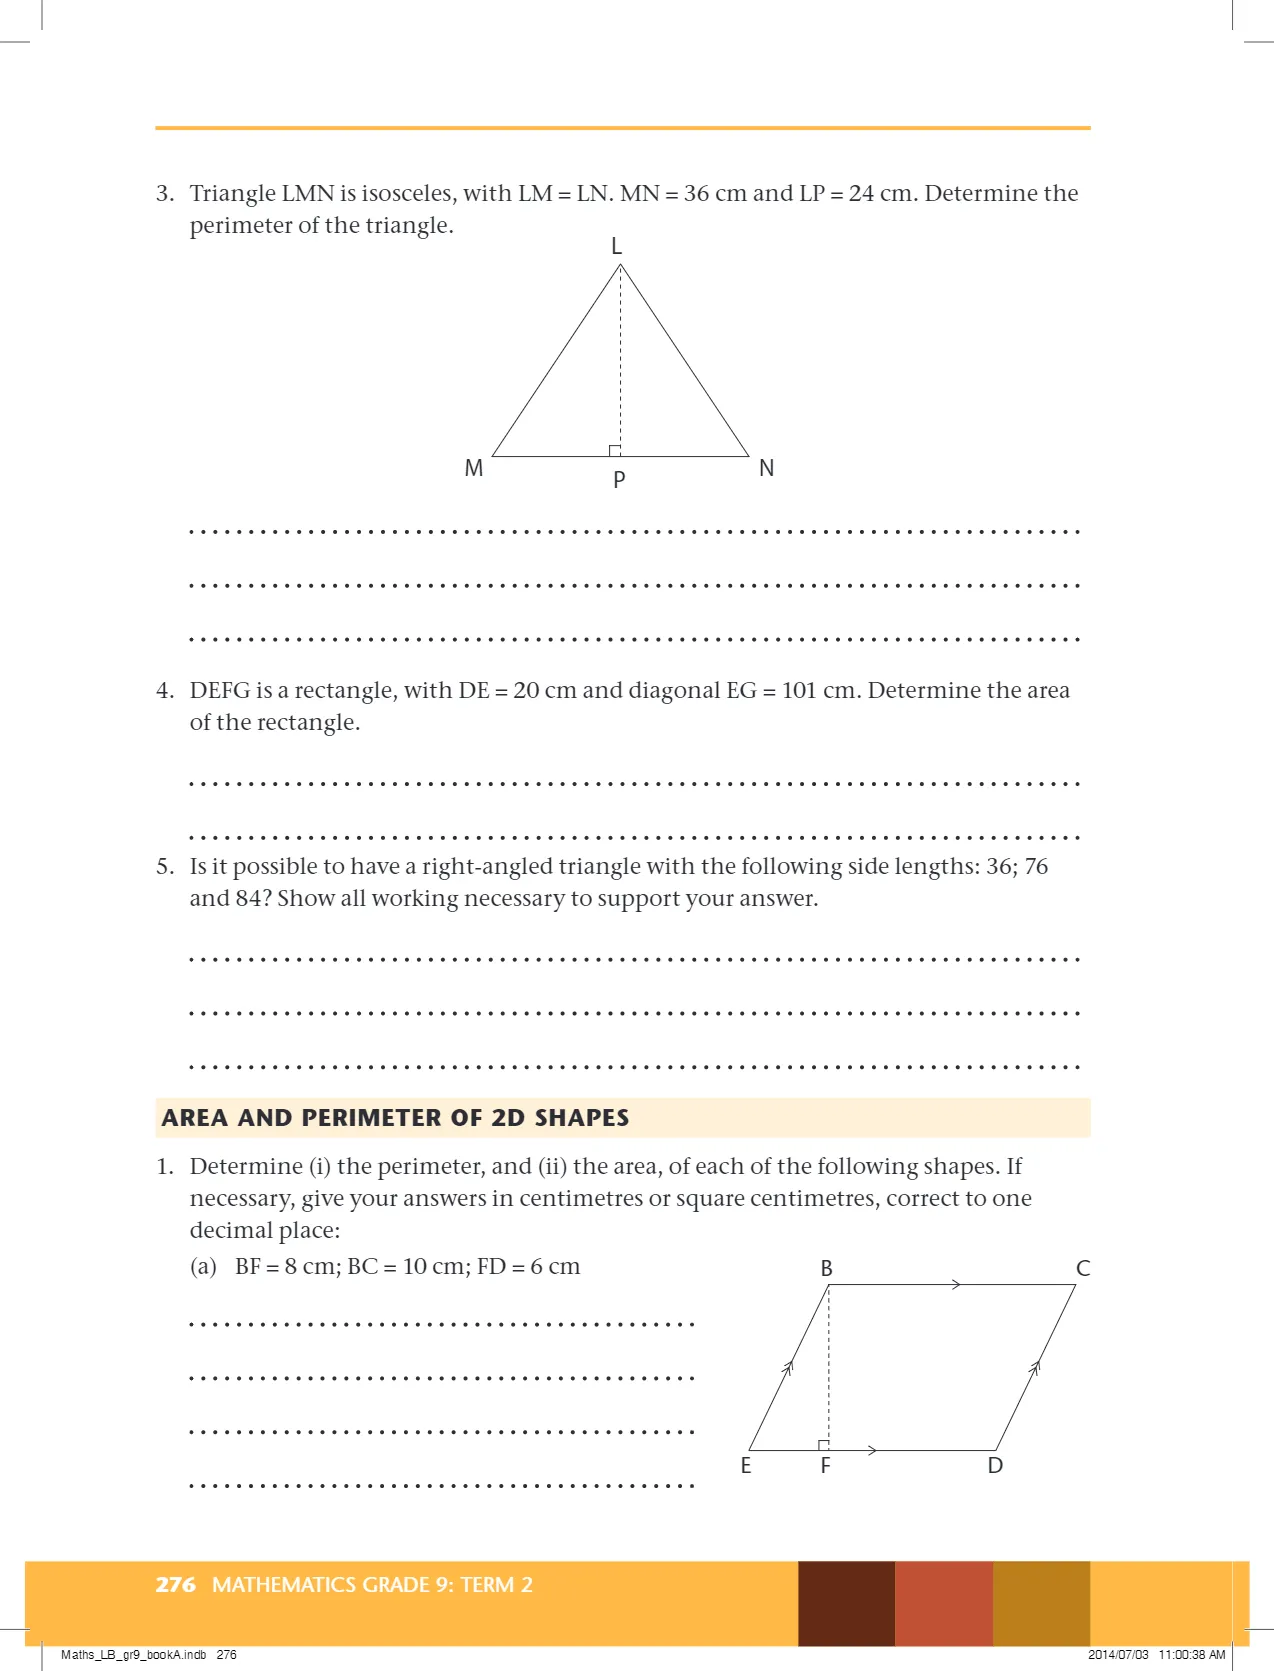 3. Triangle LMN is isosceles, with LM = LN. MN = 36 cm and LP = 24 cm. Determine the
perimeter of the triangle.
L
M
N
P
4. DEFG is a rectangle, with DE = 20 cm and diagonal EG = 101 cm. Determine the area
of the rectangle.
5. Is it possible to have a right-angled triangle with the following side lengths: 36; 76
and 84? Show all working necessary to support your answer.
AREA AND PERIMETER OF 2D SHAPES
1. Determine (i) the perimeter, and (ii) the area, of each of the following shapes. If
necessary, give your answers in centimetres or square centimetres, correct to one
decimal place:
(a) BF = 8 cm; BC = 10 cm; FD = 6 cm
B
C
E
F
D
276 MATHEMATICS GRADE 9: TERM 2
Maths_LB_gr9_bookA.indb 276
2014/07/03 11:00:38 AM